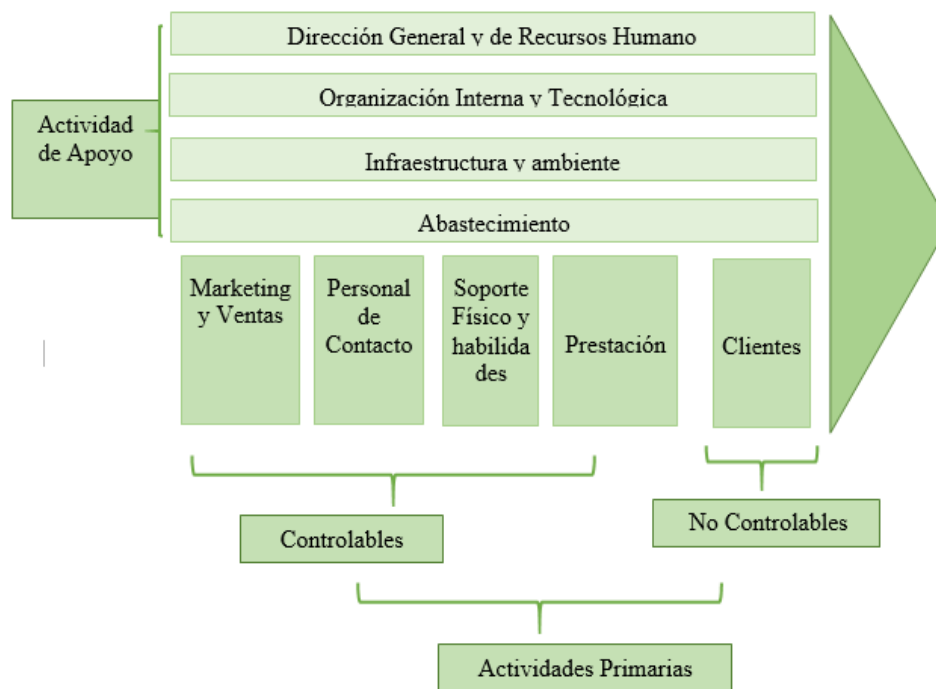 Dirección General y de Recursos Humano
Organización Interna y Tecnológica
Infraestructura y ambiente
Abastecimiento
Actividad
de Apoyo
Marketing
y Ventas
Personal
de
Contacto
Soporte
Físico y
habilida
des
Prestación
Clientes
Controlables
No Controlables
Actividades Primarias